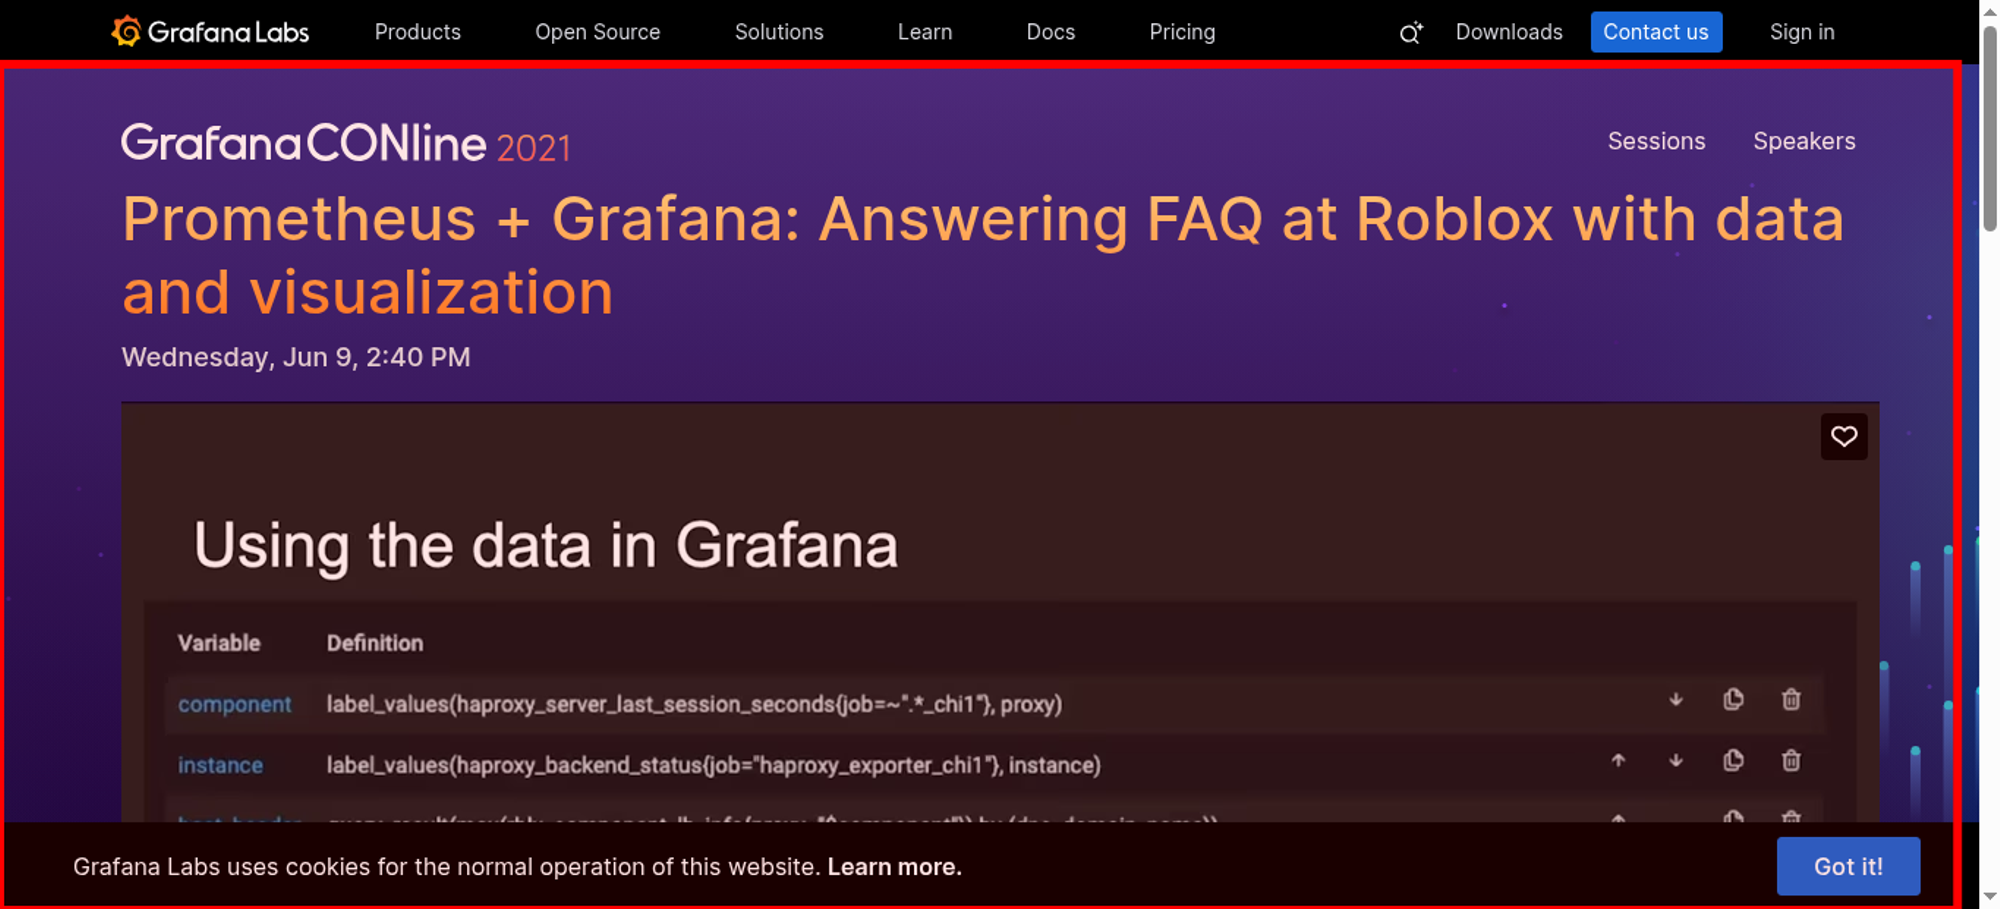 Grafana Labs Products Open Source Solutions Learn Docs Pricing Downloads Contact us Sign in
GrafanaCONline 2021 Sessions Speakers
Prometheus + Grafana: Answering FAQ at Roblox with data
and visualization
Wednesday, Jun 9, 2:40 PM
Using the data in Grafana
Variable Definition
component label_values(haproxy_server_last_session_seconds{job=~".*_chi1"}, proxy)
instance label_values(haproxy_backend_status{job="haproxy_exporter_chi1"}, instance)
Grafana Labs uses cookies for the normal operation of this website. Learn more. Got it!